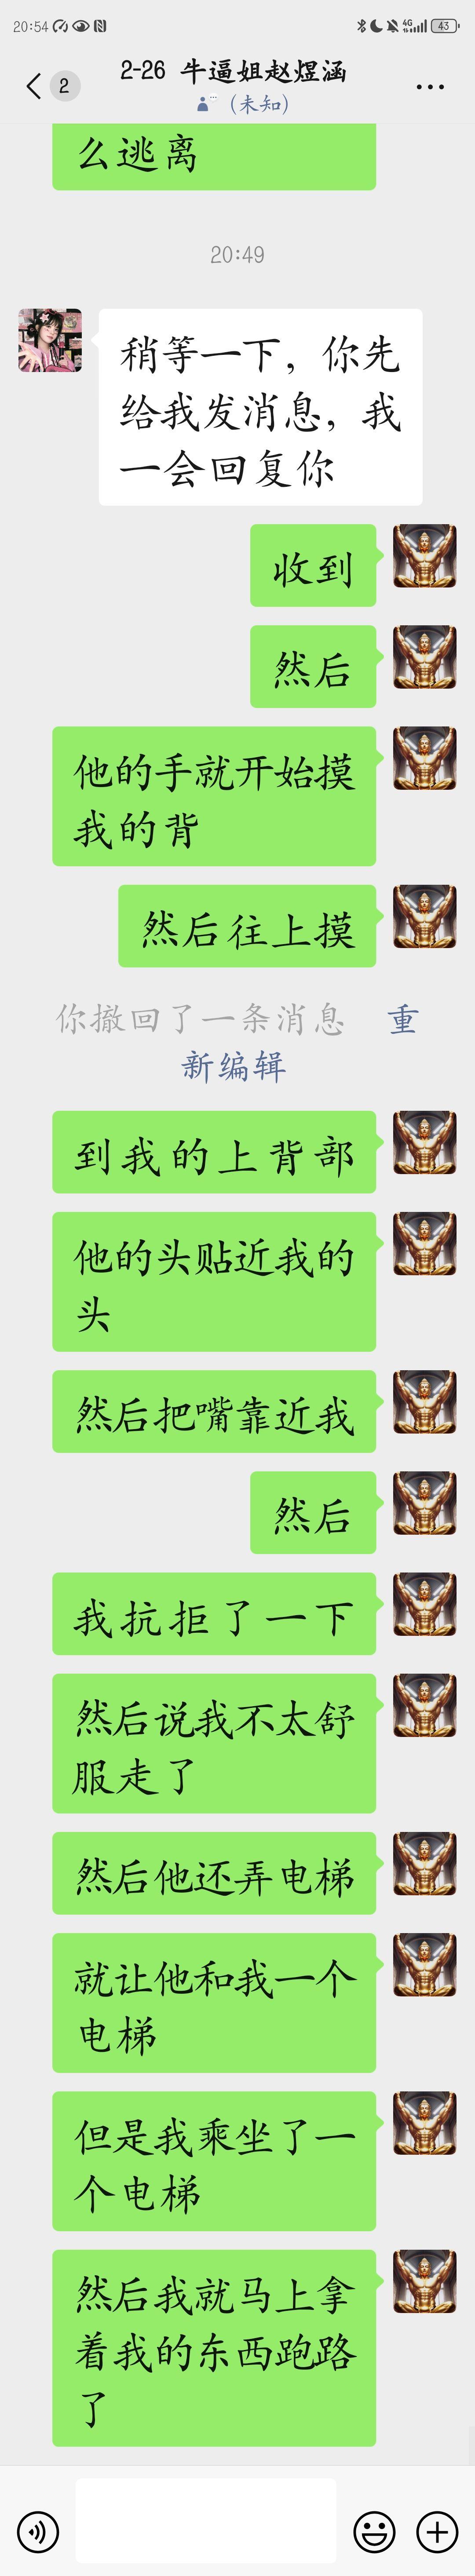 20:54 4G 43
2 2-26 牛逼姐赵煜涵
(未知)
么逃离
20:49
稍等一下，你先
给我发消息，我
一会回复你
收到
然后
他的手就开始摸
我的背
然后往上摸
你撤回了一条消息 重
新编辑
到我的上背部
他的头贴近我的
头
然后把嘴靠近我
然后
我抗拒了一下
然后说我不太舒
服走了
然后他还弄电梯
就让他和我一个
电梯
但是我乘坐了一
个电梯
然后我就马上拿
着我的东西跑路
了